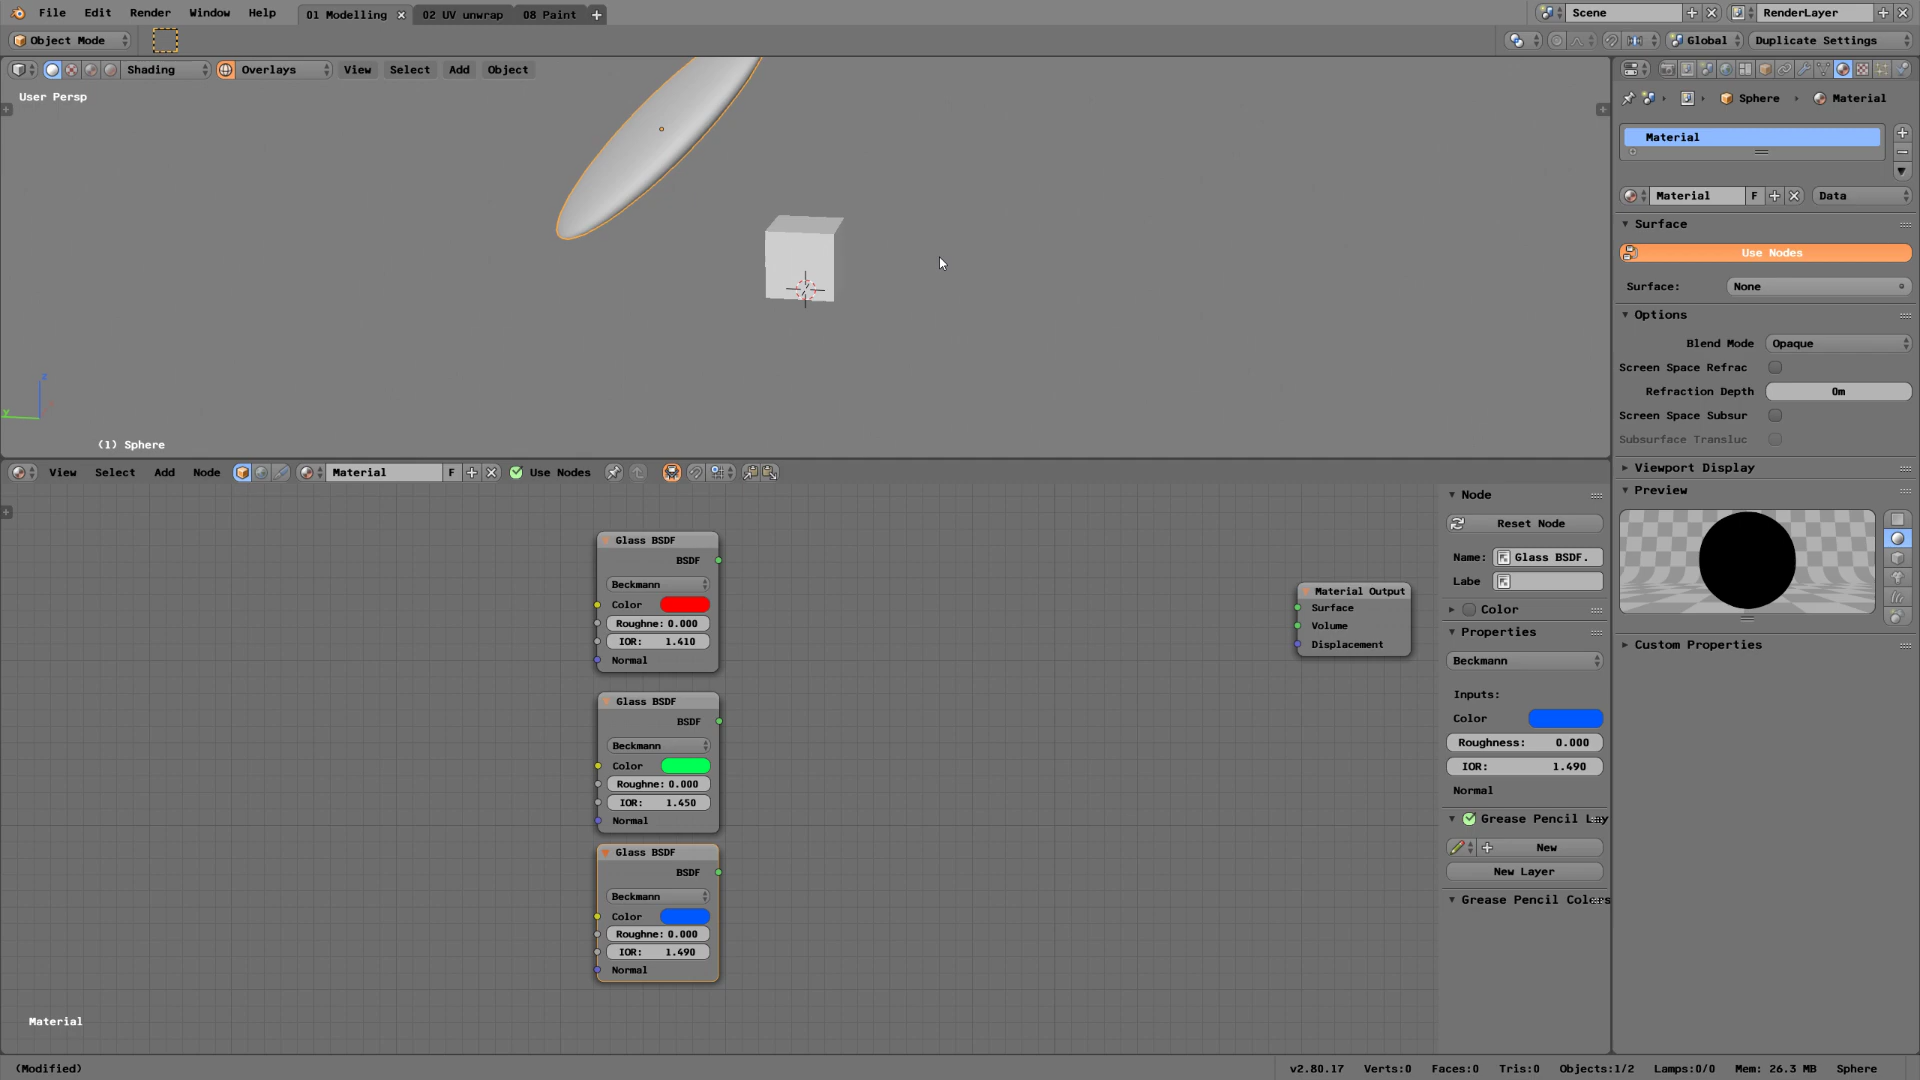 File Edit Render Window Help 01 Modelling 02 UV unwrap 08 Paint Scene RenderLayer
Object Mode Global Duplicate Settings
Shading Overlays View Select Add Object
User Persp
Sphere Material
Material
Material F Data
Surface
Use Nodes
Surface: None
Options
Blend Mode Opaque
Screen Space Refrac
Refraction Depth 0m
Screen Space Subsur
Subsurface Transluc
Viewport Display
Preview
Custom Properties
z
y
(1) Sphere
View Select Add Node Material F Use Nodes
Glass BSDF
BSDF
Beckmann
Color
Roughne: 0.000
IOR: 1.410
Normal
Glass BSDF
BSDF
Beckmann
Color
Roughne: 0.000
IOR: 1.450
Normal
Glass BSDF
BSDF
Beckmann
Color
Roughne: 0.000
IOR: 1.490
Normal
Material Output
Surface
Volume
Displacement
Node
Reset Node
Name: Glass BSDF.
Labe
Color
Properties
Beckmann
Inputs:
Color
Roughness: 0.000
IOR: 1.490
Normal
Grease Pencil Lay
New
New Layer
Grease Pencil Colors
Material
(Modified) v2.80.17 Verts:0 Faces:0 Tris:0 Objects:1/2 Lamps:0/0 Mem: 26.3 MB Sphere